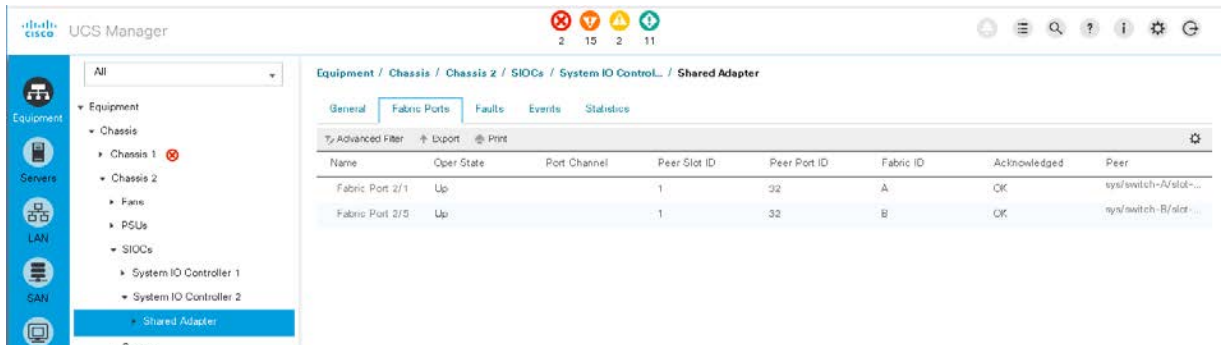 CISCO UCS Manager
2 15 2 11
All
Equipment / Chassis / Chassis 2 / SIOCs / System IO Control... / Shared Adapter
Equipment
Servers
LAN
SAN
Equipment
Chassis
Chassis 1
Chassis 2
Fans
PSUs
SIOCs
System IO Controller 1
System IO Controller 2
Shared Adapter
General Fabric Ports Faults Events Statistics
Advanced Filter Export Print
Name Oper State Port Channel Peer Slot ID Peer Port ID Fabric ID Acknowledged Peer
Fabric Port 2/1 Up 1 32 A OK sys/switch-A/slot-...
Fabric Port 2/5 Up 1 32 B OK sys/switch-B/slot-...